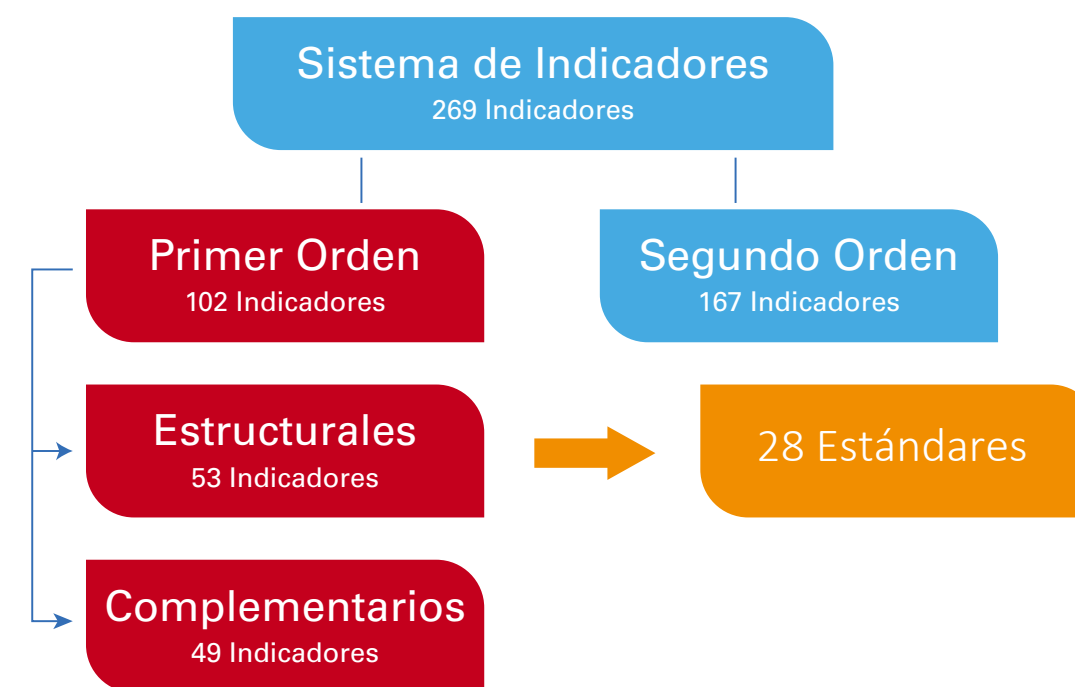 Sistema de Indicadores
269 Indicadores
Primer Orden
102 Indicadores
Segundo Orden
167 Indicadores
Estructurales
53 Indicadores
28 Estándares
Complementarios
49 Indicadores